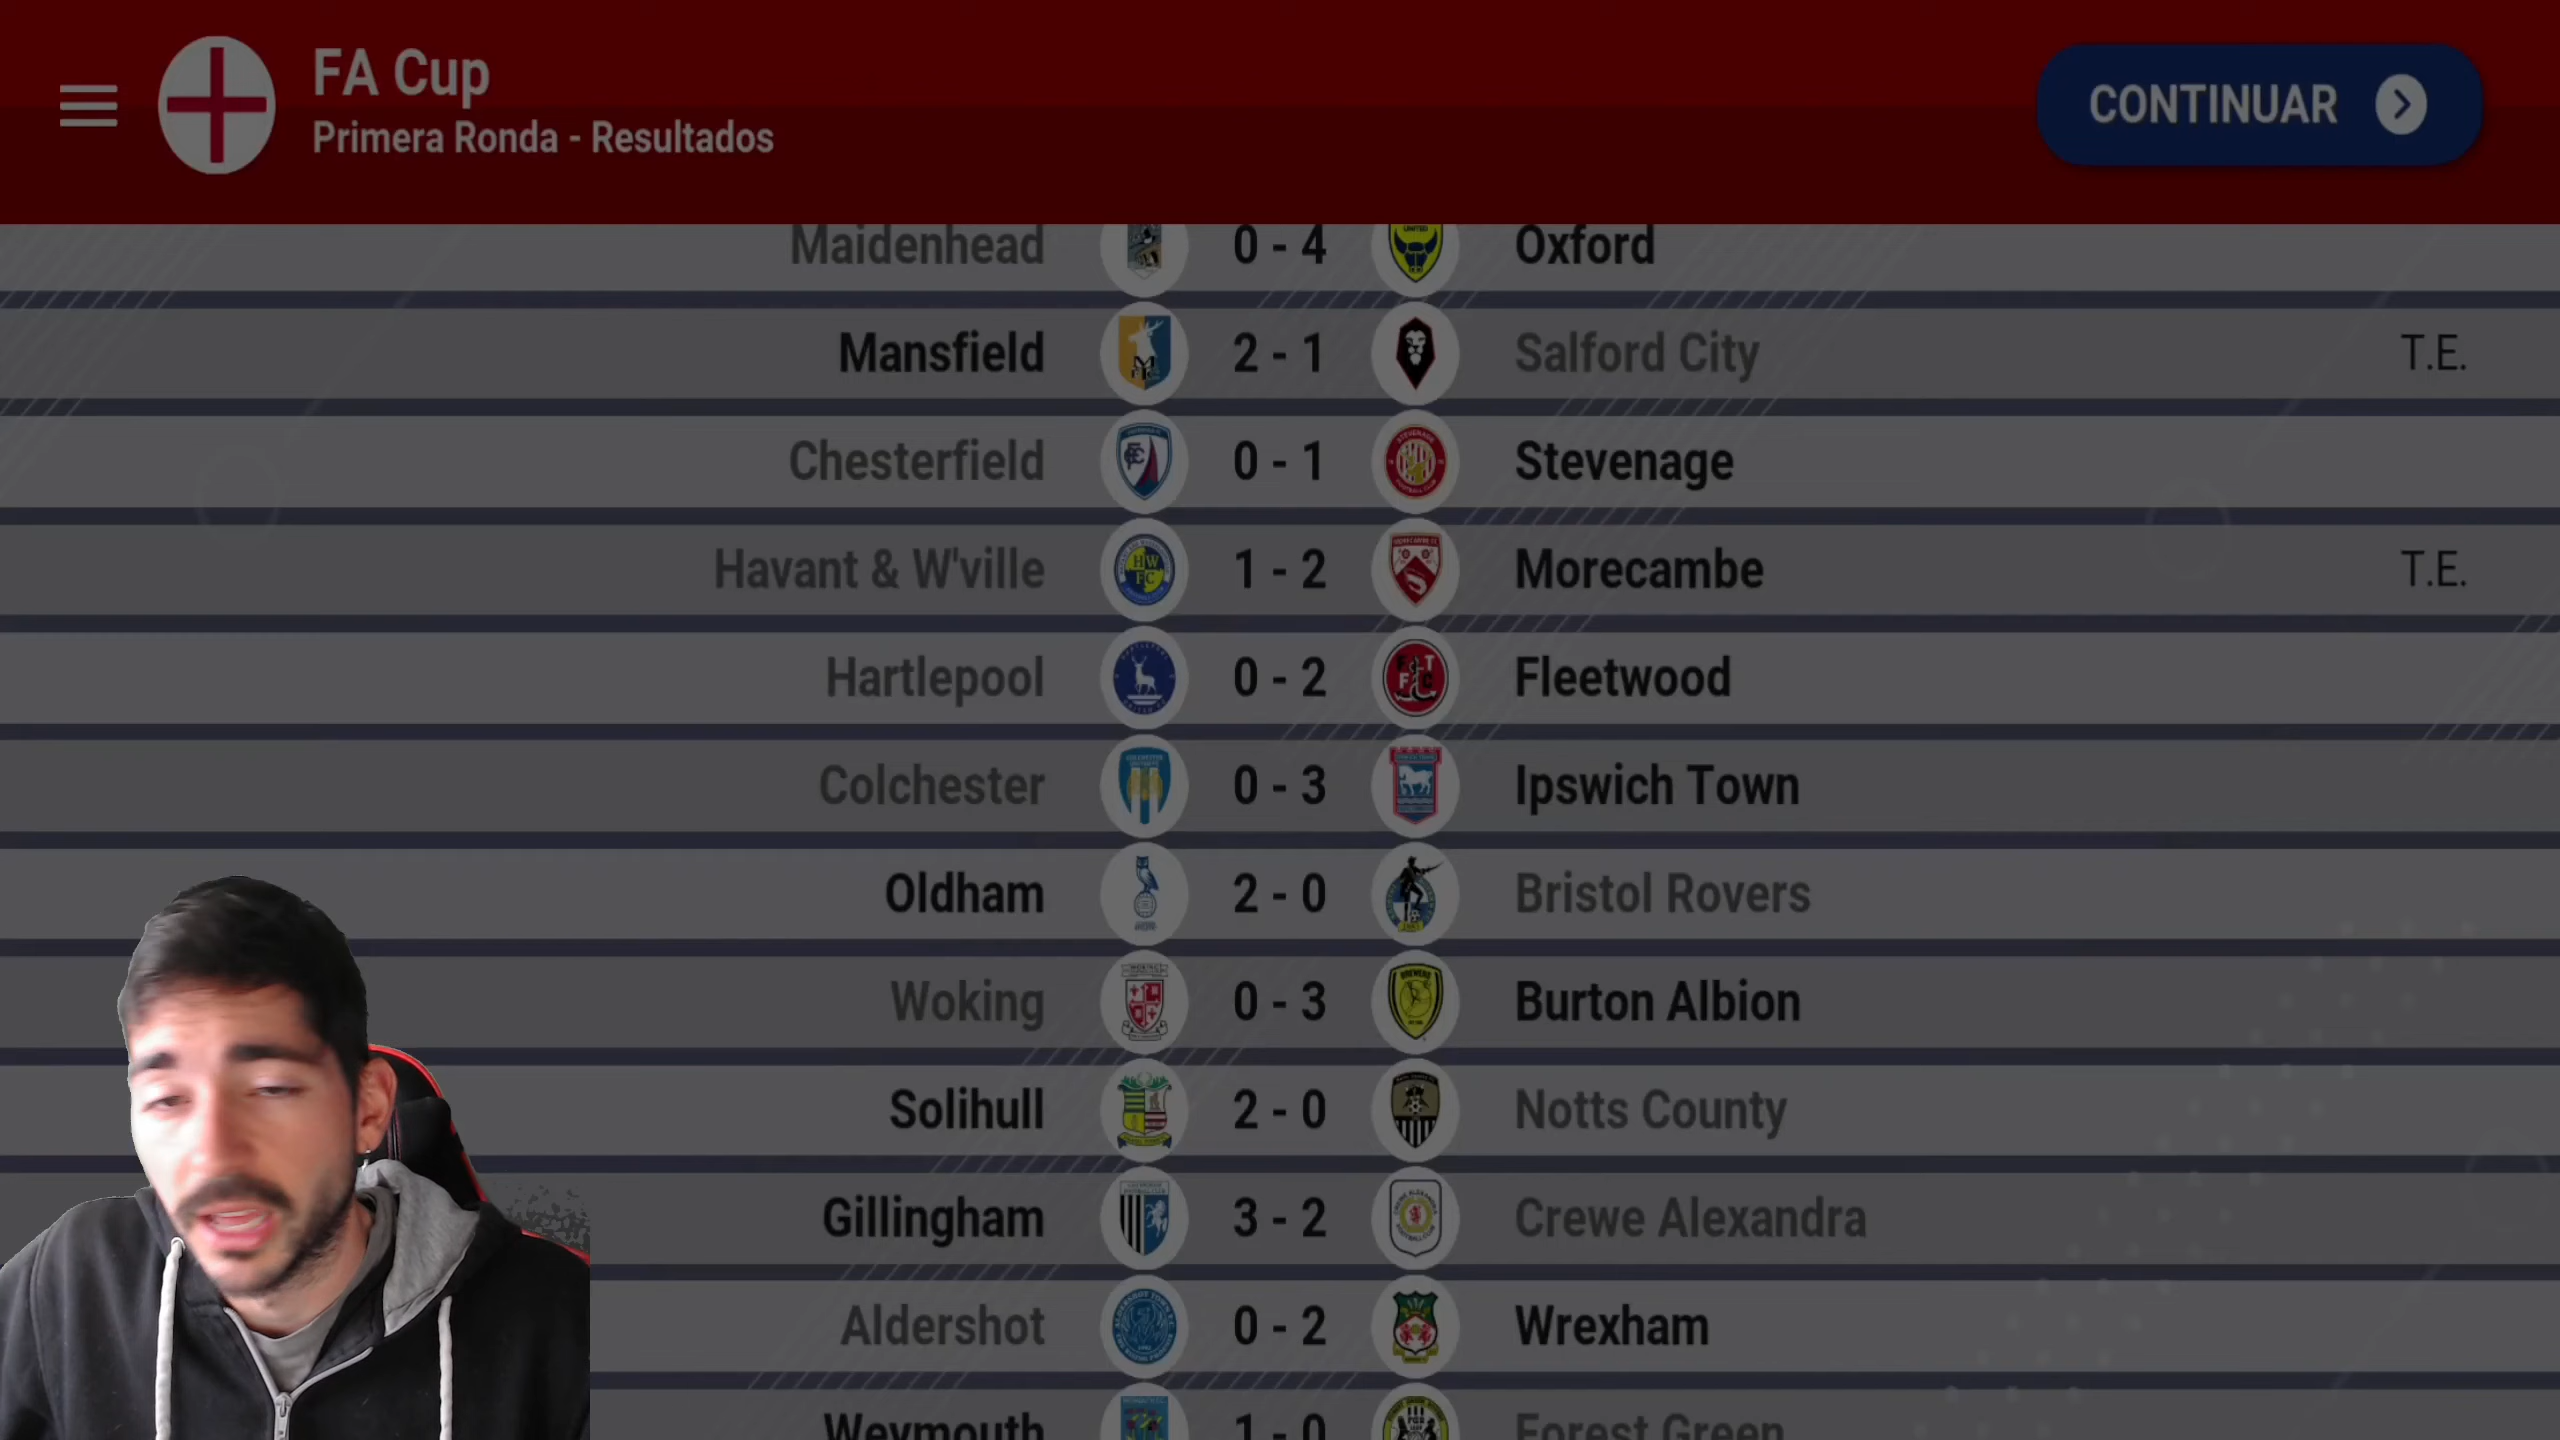 FA Cup
Primera Ronda - Resultados
CONTINUAR
Maidenhead 0 - 4 Oxford
Mansfield 2 - 1 Salford City T.E.
Chesterfield 0 - 1 Stevenage
Havant & W'ville 1 - 2 Morecambe T.E.
Hartlepool 0 - 2 Fleetwood
Colchester 0 - 3 Ipswich Town
Oldham 2 - 0 Bristol Rovers
Woking 0 - 3 Burton Albion
Solihull 2 - 0 Notts County
Gillingham 3 - 2 Crewe Alexandra
Aldershot 0 - 2 Wrexham
Weymouth 1 - 0 Forest Green